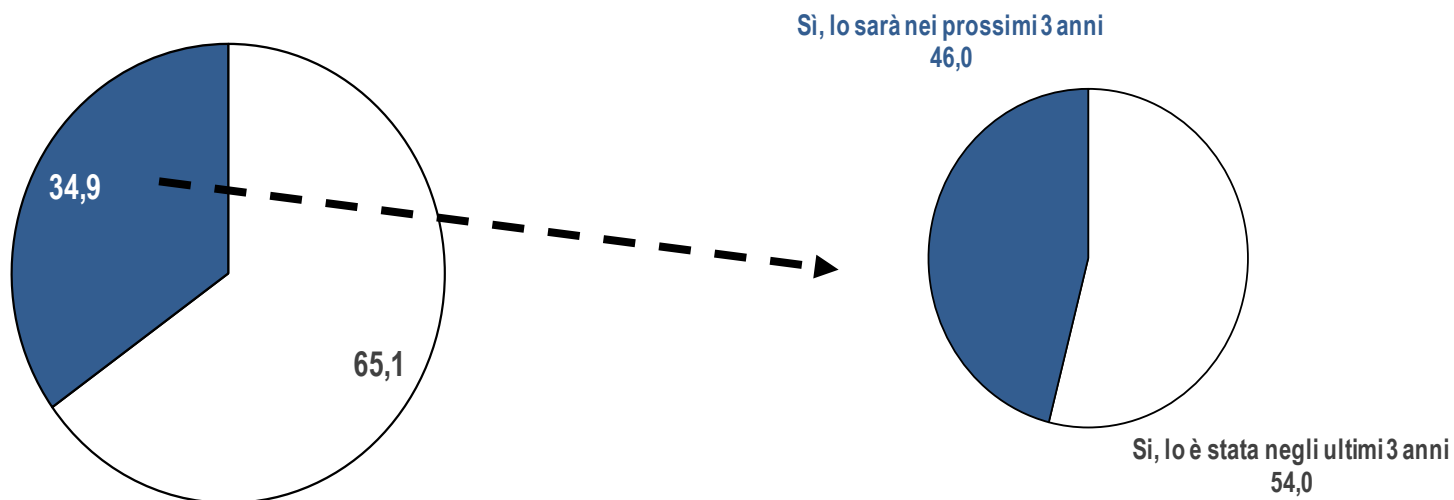 Sì, lo sarà nei prossimi 3 anni
46,0
34,9
65,1
Sì, lo è stata negli ultimi 3 anni
54,0